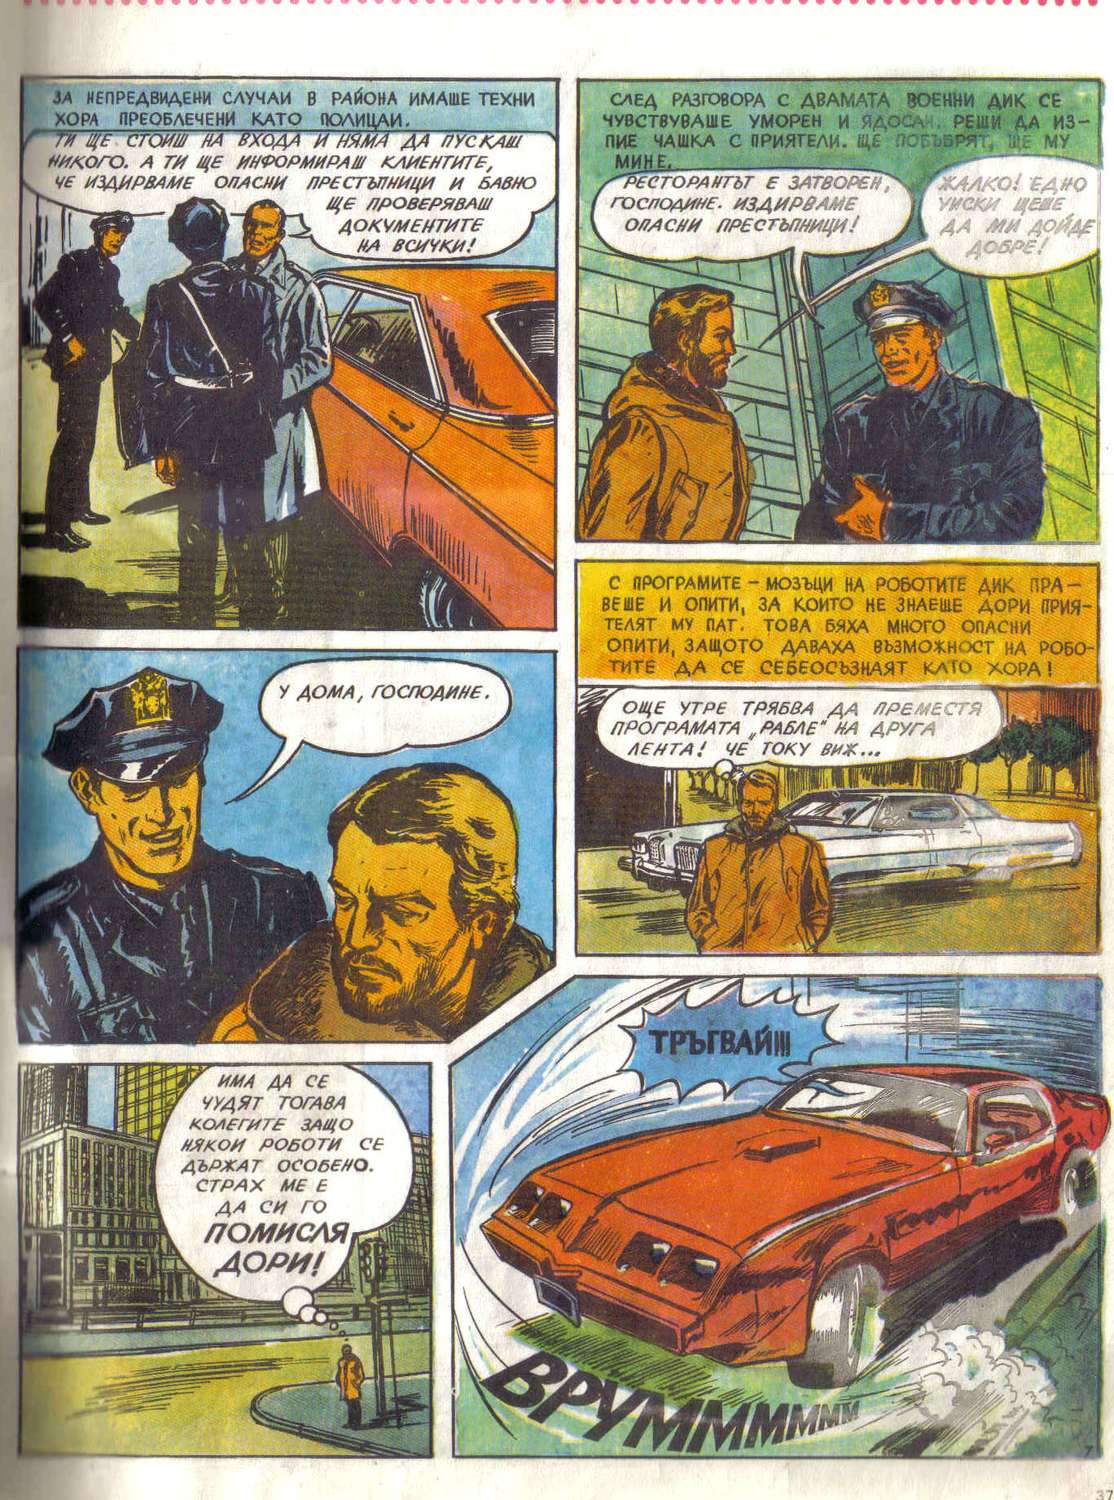 ЗА НЕПРЕДВИДЕНИ СЛУЧАИ В РАЙОНА ИМАШЕ ТЕХНИ
ХОРА ПРЕОБЛЕЧЕНИ КАТО ПОЛИЦАИ.
ТИ ЩЕ СТОИШ НА ВХОДА И НЯМА ДА ПУСКАШ
НИКОГО. А ТИ ЩЕ ИНФОРМИРАШ КЛИЕНТИТЕ,
ЧЕ ИЗДИРВАМЕ ОПАСНИ ПРЕСТЪПНИЦИ И БАВНО
ЩЕ ПРОВЕРЯВАШ
ДОКУМЕНТИТЕ
НА ВСИЧКИ!
СЛЕД РАЗГОВОРА С ДВАМАТА ВОЕННИ ДИК СЕ
ЧУВСТВУВАШЕ УМОРЕН И ЯДОСАН. РЕШИ ДА ИЗ-
ПИЕ ЧАШКА С ПРИЯТЕЛИ. ЩЕ ПОБЪБРЯТ, ЩЕ МУ
МИНЕ.
РЕСТОРАНТЪТ Е ЗАТВОРЕН,
ГОСПОДИНЕ. ИЗДИРВАМЕ
ОПАСНИ ПРЕСТЪПНИЦИ!
ЖАЛКО! ЕДНО
УИСКИ ЩЕШЕ
ДА МИ ДОЙДЕ
ДОБРЕ!
У ДОМА, ГОСПОДИНЕ.
С ПРОГРАМИТЕ - МОЗЪЦИ НА РОБОТИТЕ ДИК ПРА-
ВЕШЕ И ОПИТИ, ЗА КОИТО НЕ ЗНАЕШЕ ДОРИ ПРИЯ-
ТЕЛЯТ МУ ПАТ. ТОВА БЯХА МНОГО ОПАСНИ
ОПИТИ, ЗАЩОТО ДАВАХА ВЪЗМОЖНОСТ НА РОБО-
ТИТЕ ДА СЕ СЕБЕОСЪЗНАЯТ КАТО ХОРА!
ОЩЕ УТРЕ ТРЯБВА ДА ПРЕМЕСТЯ
ПРОГРАМАТА „РАБЛЕ" НА ДРУГА
ЛЕНТА! ЧЕ ТОКУ ВИЖ...
ИМА ДА СЕ
ЧУДЯТ ТОГАВА
КОЛЕГИТЕ ЗАЩО
НЯКОИ РОБОТИ СЕ
ДЪРЖАТ ОСОБЕНО.
СТРАХ МЕ Е
ДА СИ ГО
ПОМИСЛЯ
ДОРИ!
ТРЪГВАЙ!!!
ВРУМММММММ
7
37